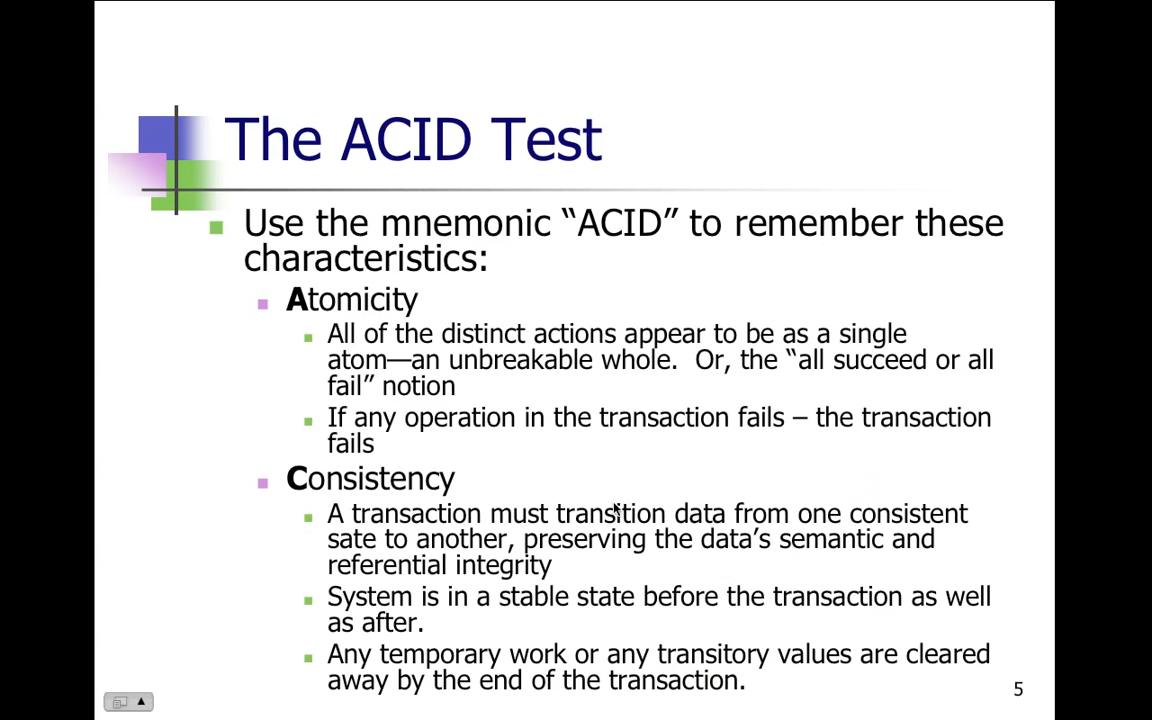 The ACID Test
Use the mnemonic “ACID” to remember these
characteristics:
Atomicity
All of the distinct actions appear to be as a single
atom—an unbreakable whole.  Or, the “all succeed or all
fail” notion
If any operation in the transaction fails – the transaction
fails
Consistency
A transaction must transition data from one consistent
sate to another, preserving the data’s semantic and
referential integrity
System is in a stable state before the transaction as well
as after.
Any temporary work or any transitory values are cleared
away by the end of the transaction.
5